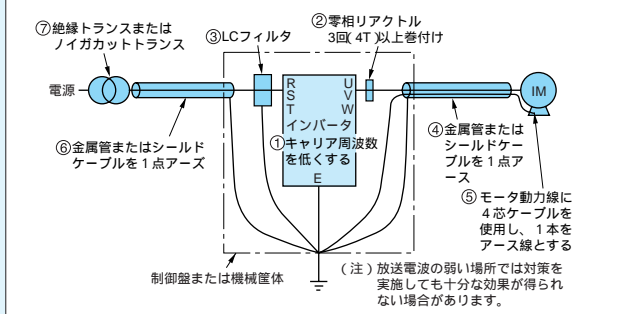 ⑦絶縁トランスまたは
ノイガカットトランス
③LCフィルタ
②零相リアクトル
3回( 4T )以上巻付け
電源
R
S
T
U
V
W
インバータ
①キャリア周波数
を低くする
E
IM
⑥金属管またはシールド
ケーブルを1点アーズ
④金属管または
シールドケー
ブルを1点ア
ース
⑤モータ動力線に
4芯ケーブルを
使用し、1本を
アース線とする
制御盤または機械筐体
(注)放送電波の弱い場所では対策を
実施しても十分な効果が得られ
ない場合があります。